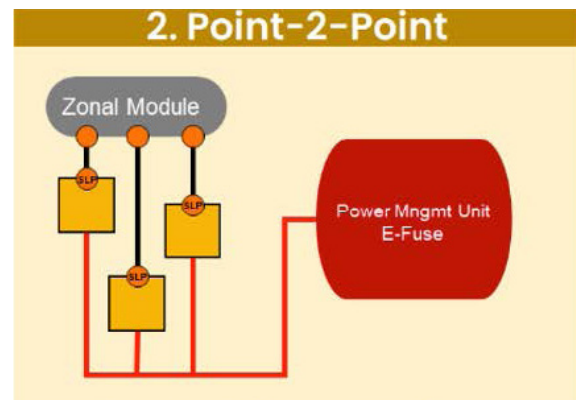 2. Point-2-Point
Zonal Module
SLP
SLP
SLP
Power Mngmt Unit
E-Fuse